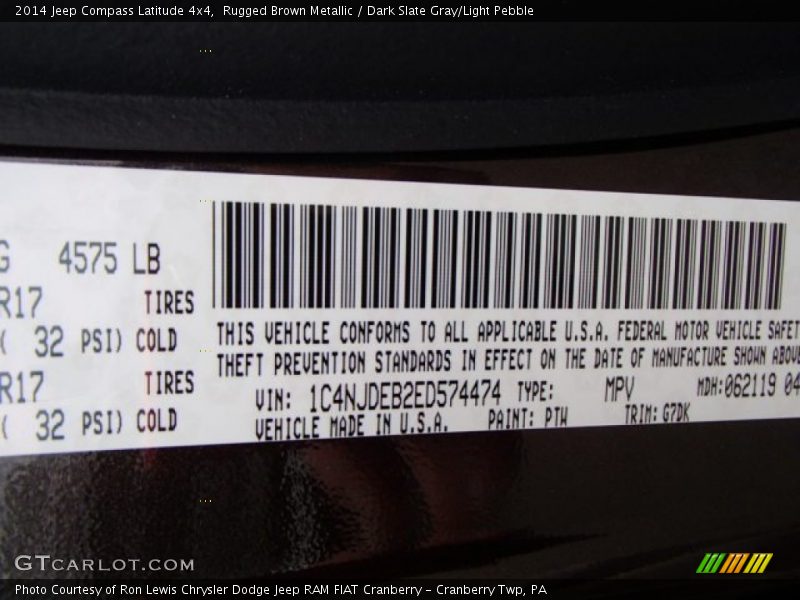 2014 Jeep Compass Latitude 4x4,  Rugged Brown Metallic / Dark Slate Gray/Light Pebble
G 4575 LB
R17 TIRES
( 32 PSI) COLD
R17 TIRES
( 32 PSI) COLD
THIS VEHICLE CONFORMS TO ALL APPLICABLE U.S.A. FEDERAL MOTOR VEHICLE SAFET
THEFT PREVENTION STANDARDS IN EFFECT ON THE DATE OF MANUFACTURE SHOWN ABOVE
VIN: 1C4NJDEB2ED574474 TYPE: MPV MDH:062119 04
VEHICLE MADE IN U.S.A. PAINT: PTW TRIM: G7DK
GTCARLOT.COM
Photo Courtesy of Ron Lewis Chrysler Dodge Jeep RAM FIAT Cranberry - Cranberry Twp, PA